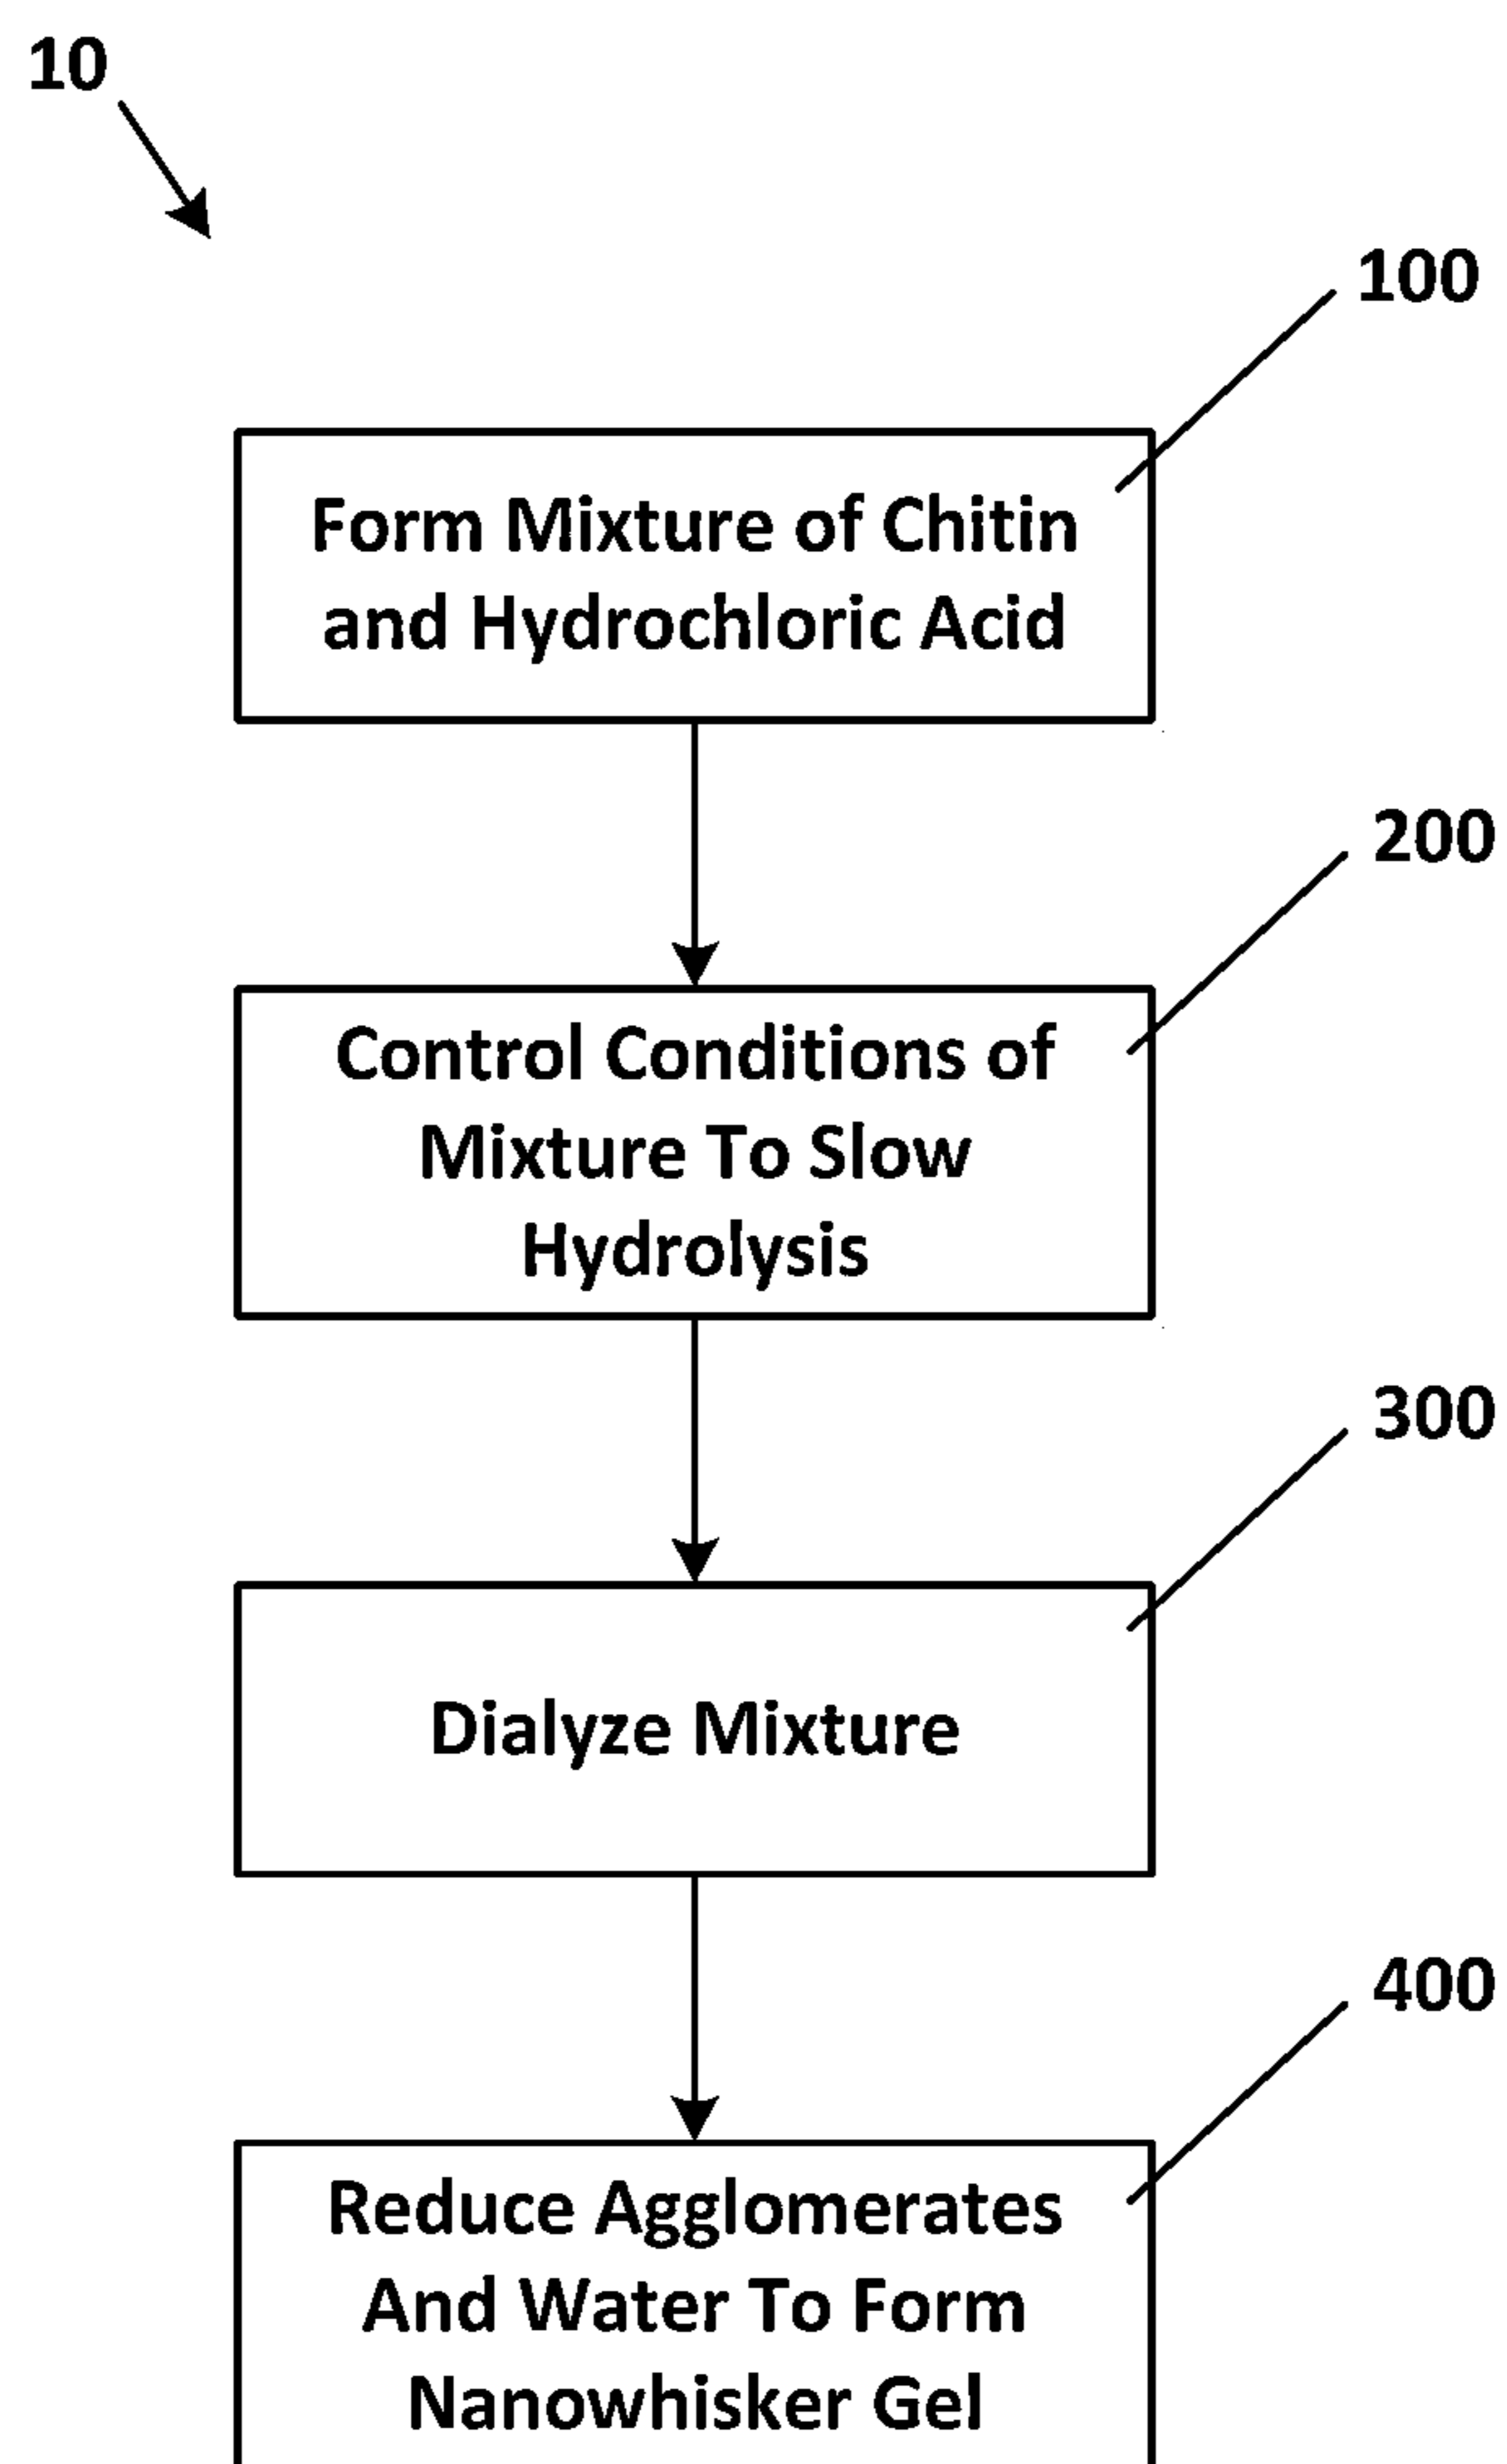 10
100
Form Mixture of Chitin
and Hydrochloric Acid
200
Control Conditions of
Mixture To Slow
Hydrolysis
300
Dialyze Mixture
400
Reduce Agglomerates
And Water To Form
Nanowhisker Gel